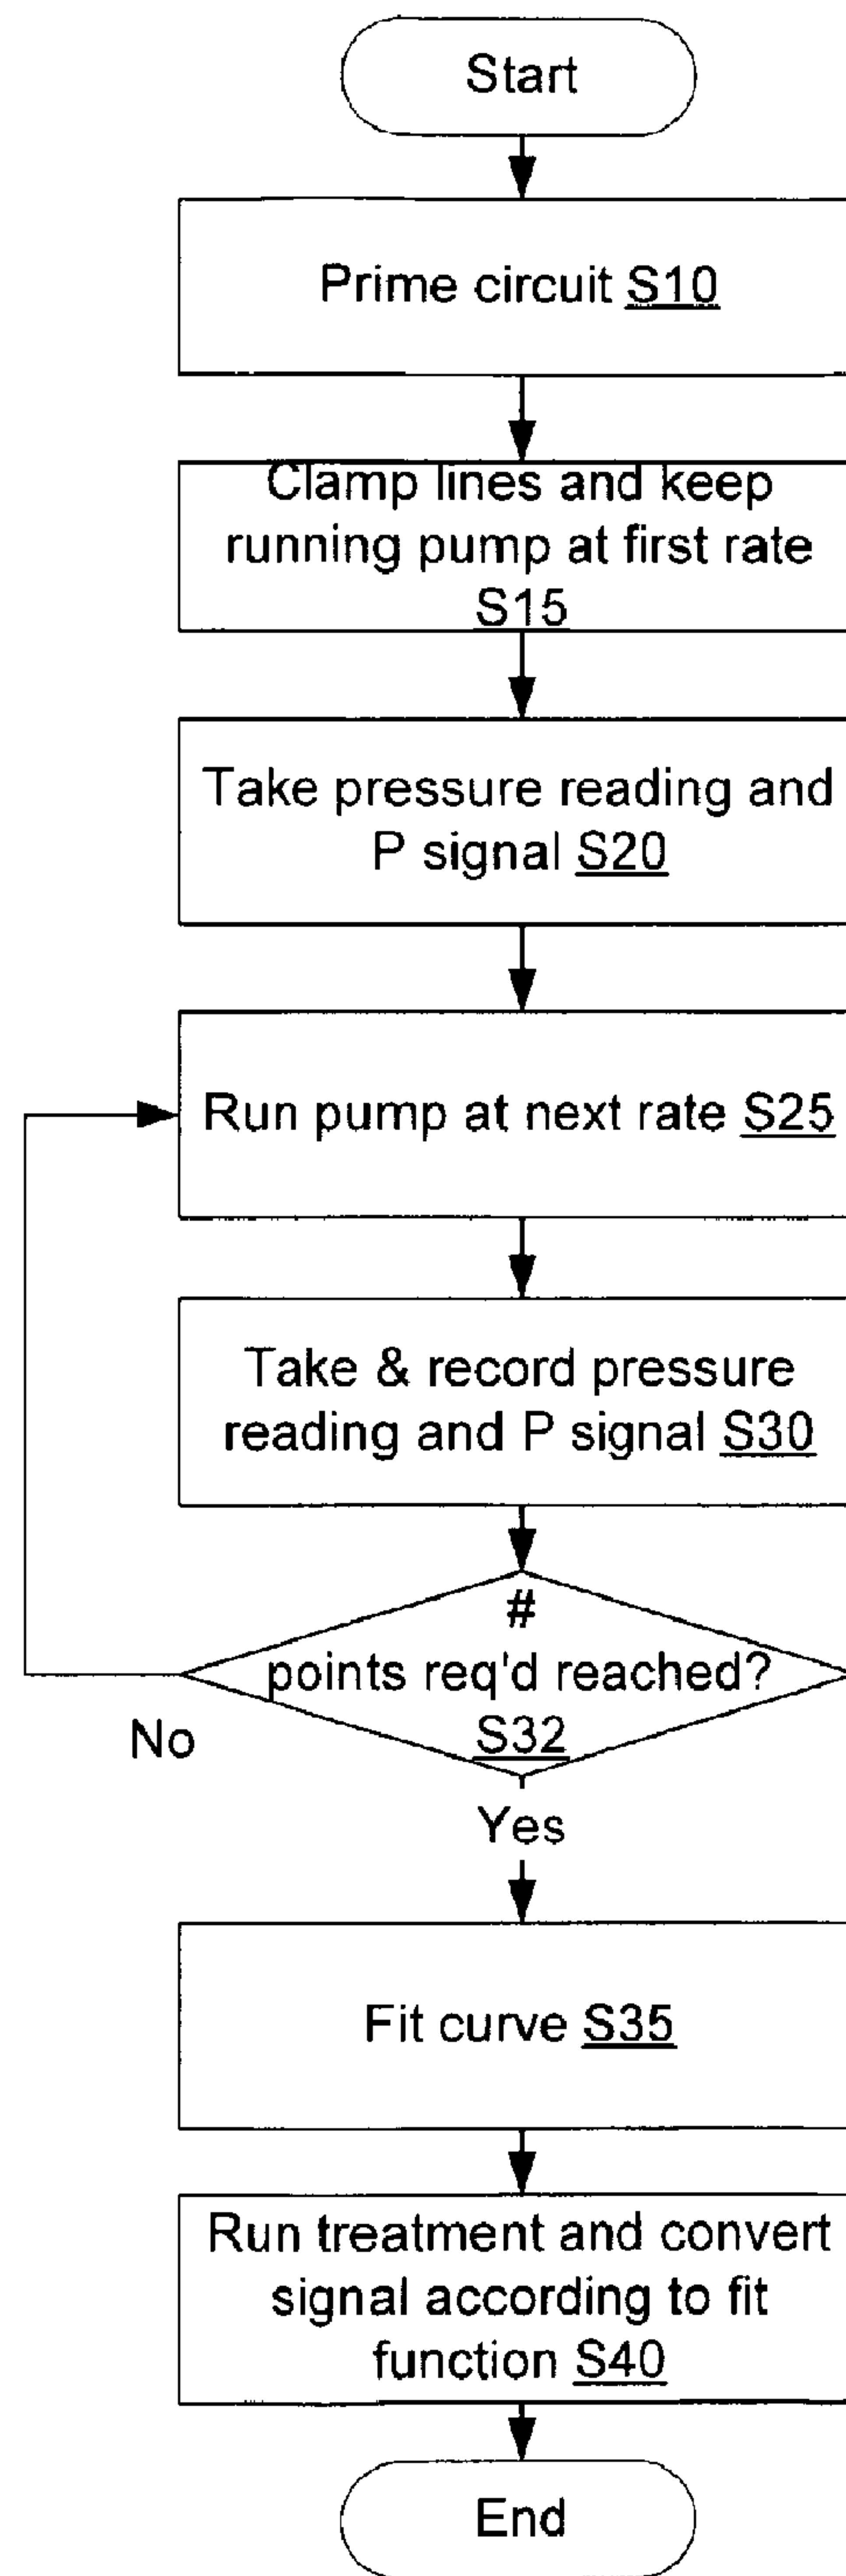 Start
Prime circuit S10
Clamp lines and keep
running pump at first rate
S15
Take pressure reading and
P signal S20
Run pump at next rate S25
Take & record pressure
reading and P signal S30
#
points req'd reached?
S32
No
Yes
Fit curve S35
Run treatment and convert
signal according to fit
function S40
End